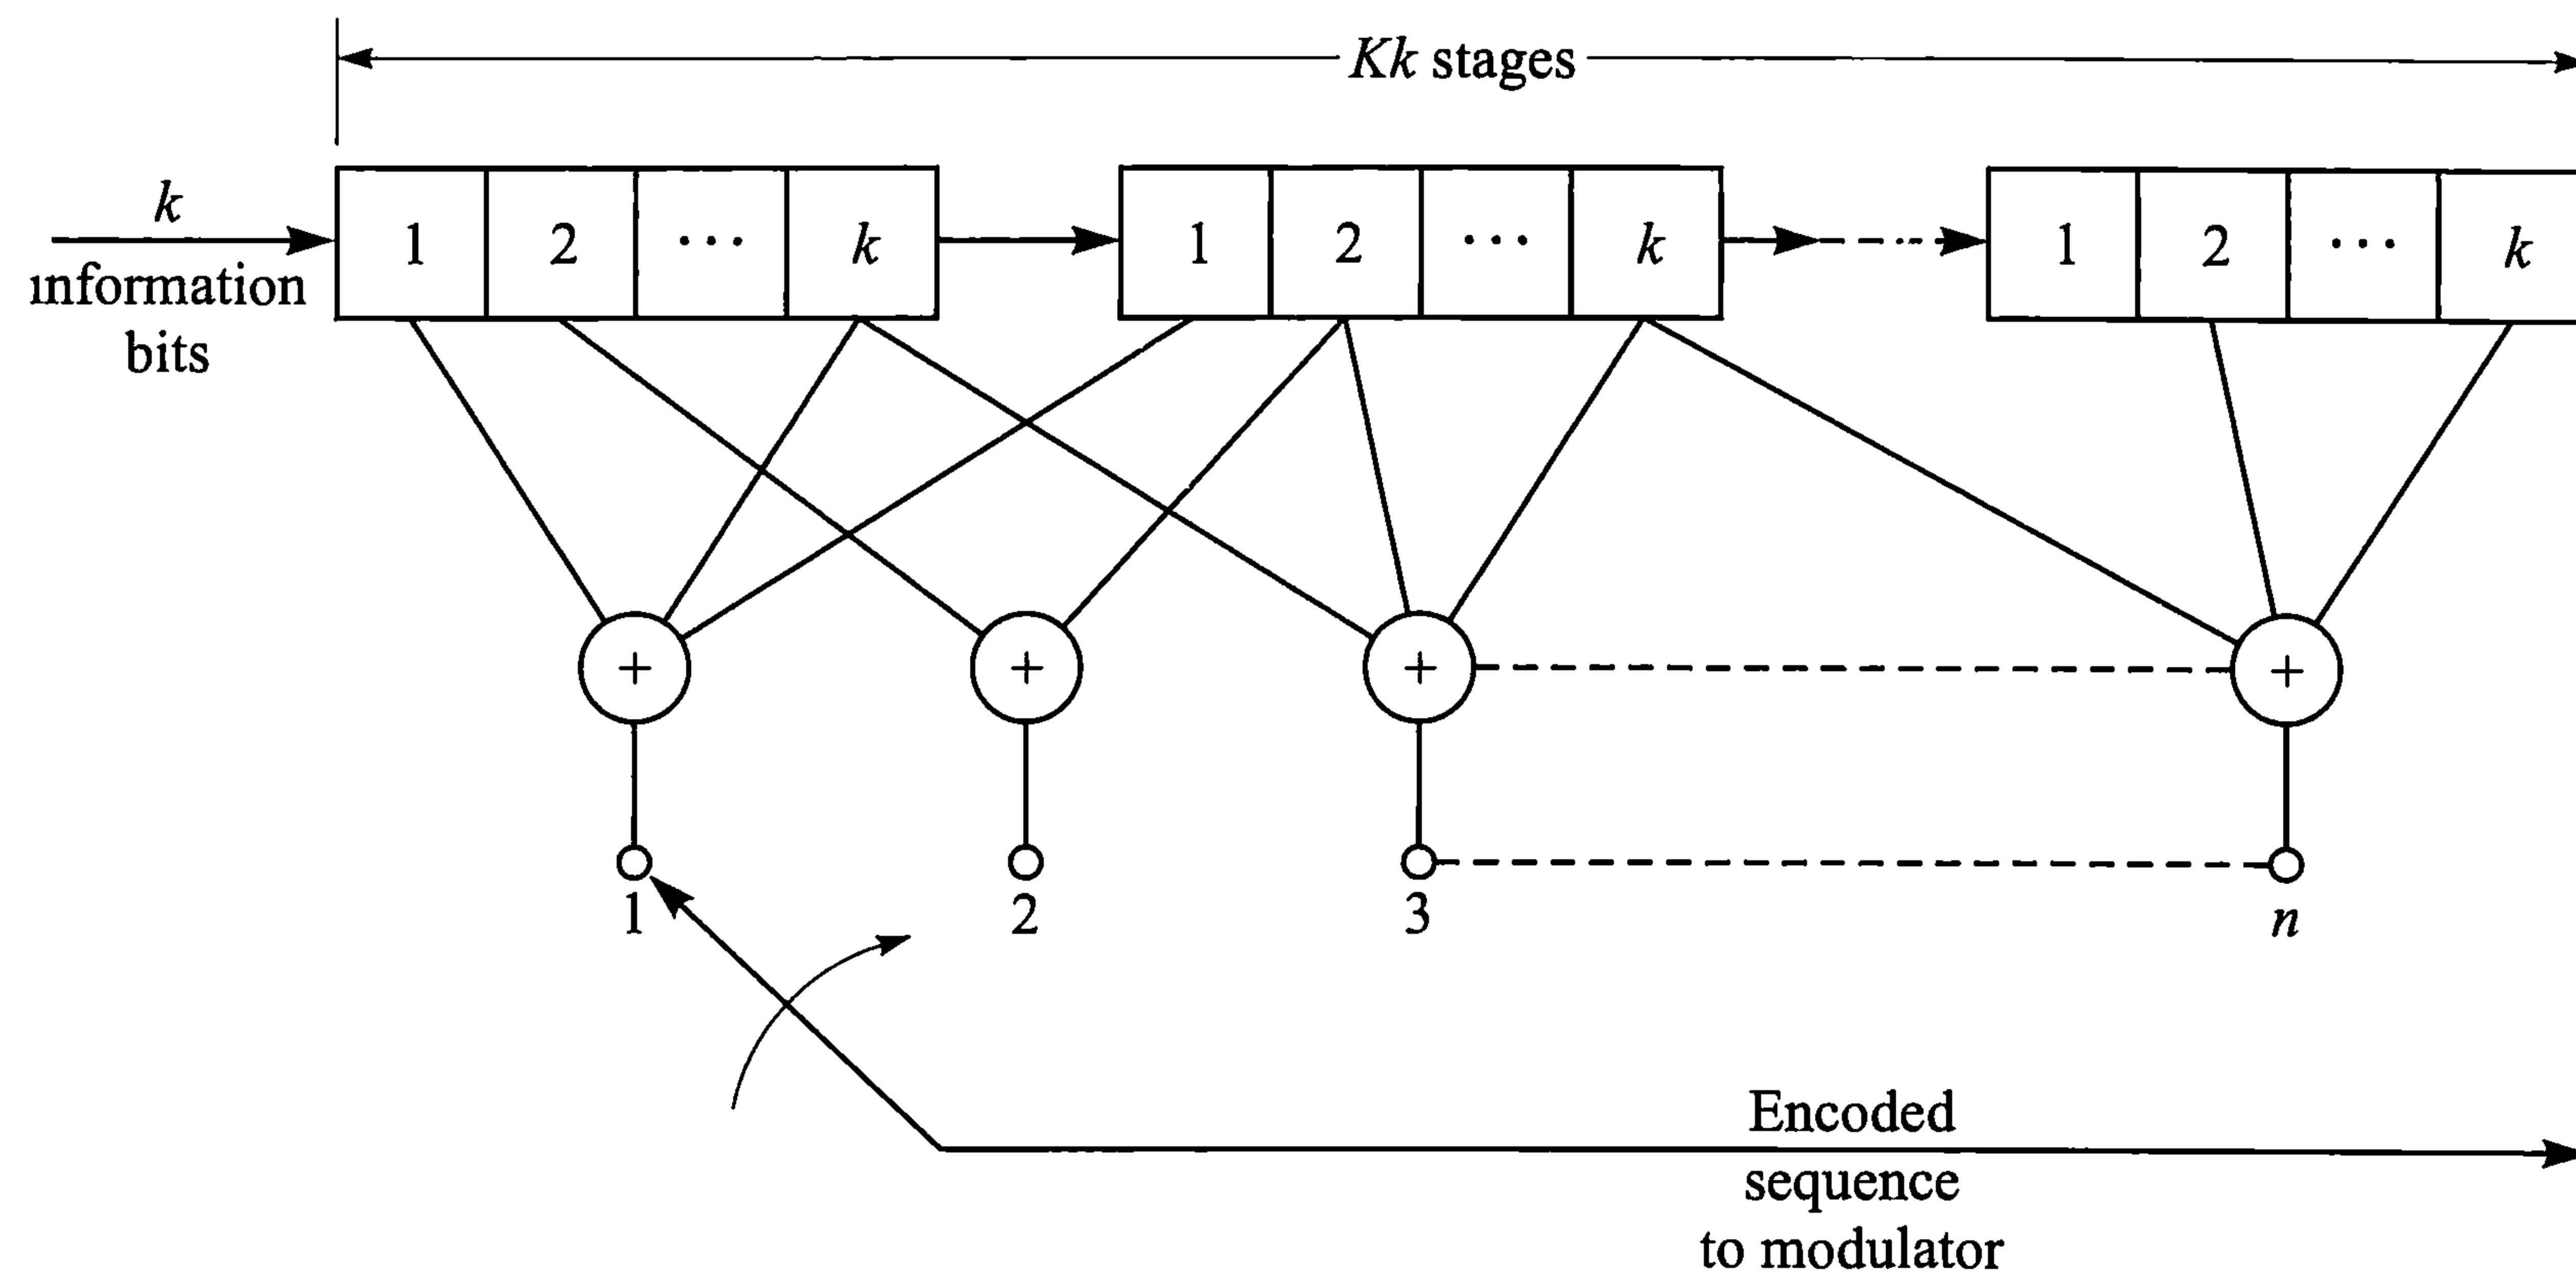 Kk stages
k
information
bits
1 2 ··· k
1 2 ··· k
1 2 ··· k
+ + + +
1 2 3 n
Encoded
sequence
to modulator